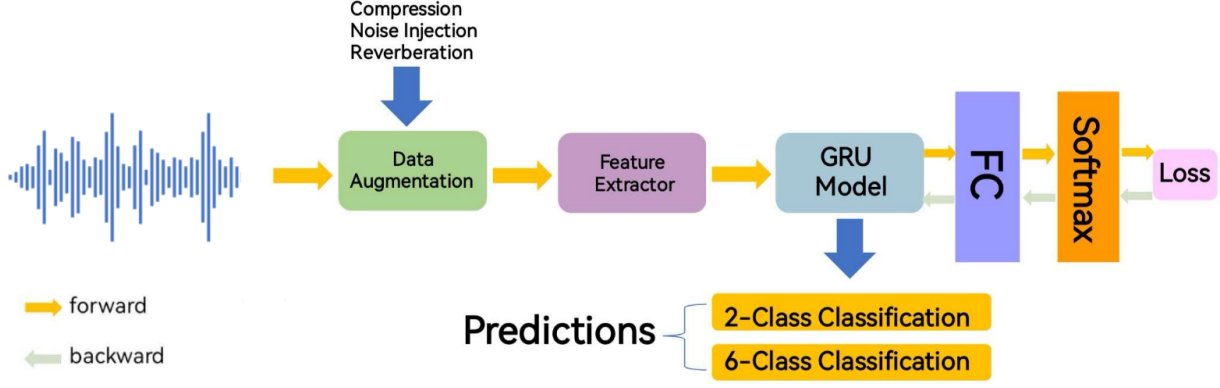 Compression
Noise Injection
Reverberation
Data
Augmentation
Feature
Extractor
GRU
Model
FC
Softmax
Loss
forward
backward
Predictions
2-Class Classification
6-Class Classification